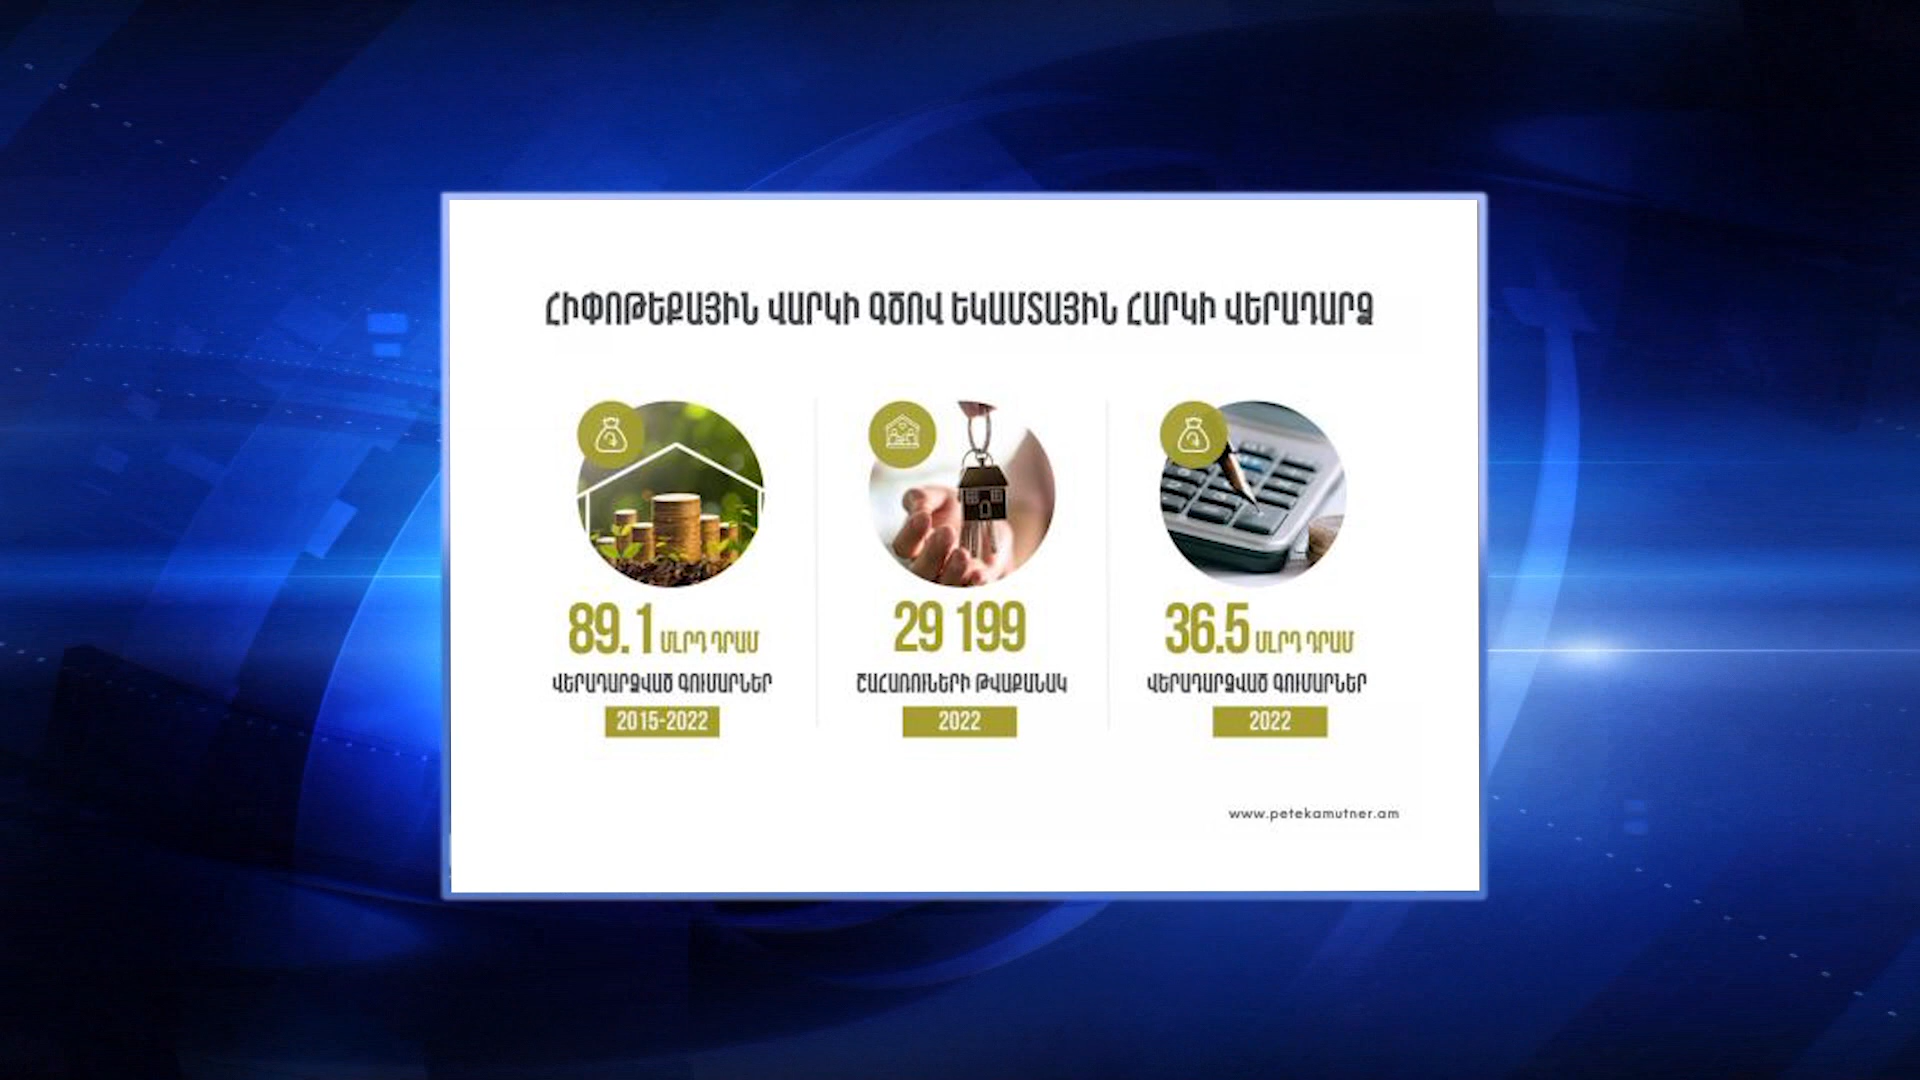 ՀԻՓՈԹԵՔԱՅԻՆ ՎԱՐԿԻ ԳԾՈՎ ԵԿԱՄՏԱՅԻՆ ՀԱՐԿԻ ՎԵՐԱԴԱՐՁ
89.1 ՄԼՐԴ ԴՐԱՄ
ՎԵՐԱԴԱՐՁՎԱԾ ԳՈՒՄԱՐՆԵՐ
2015-2022
29 199
ՇԱՀԱՌՈՒՆԵՐԻ ԹՎԱՔԱՆԱԿ
2022
36.5 ՄԼՐԴ ԴՐԱՄ
ՎԵՐԱԴԱՐՁՎԱԾ ԳՈՒՄԱՐՆԵՐ
2022
www.petekamutner.am